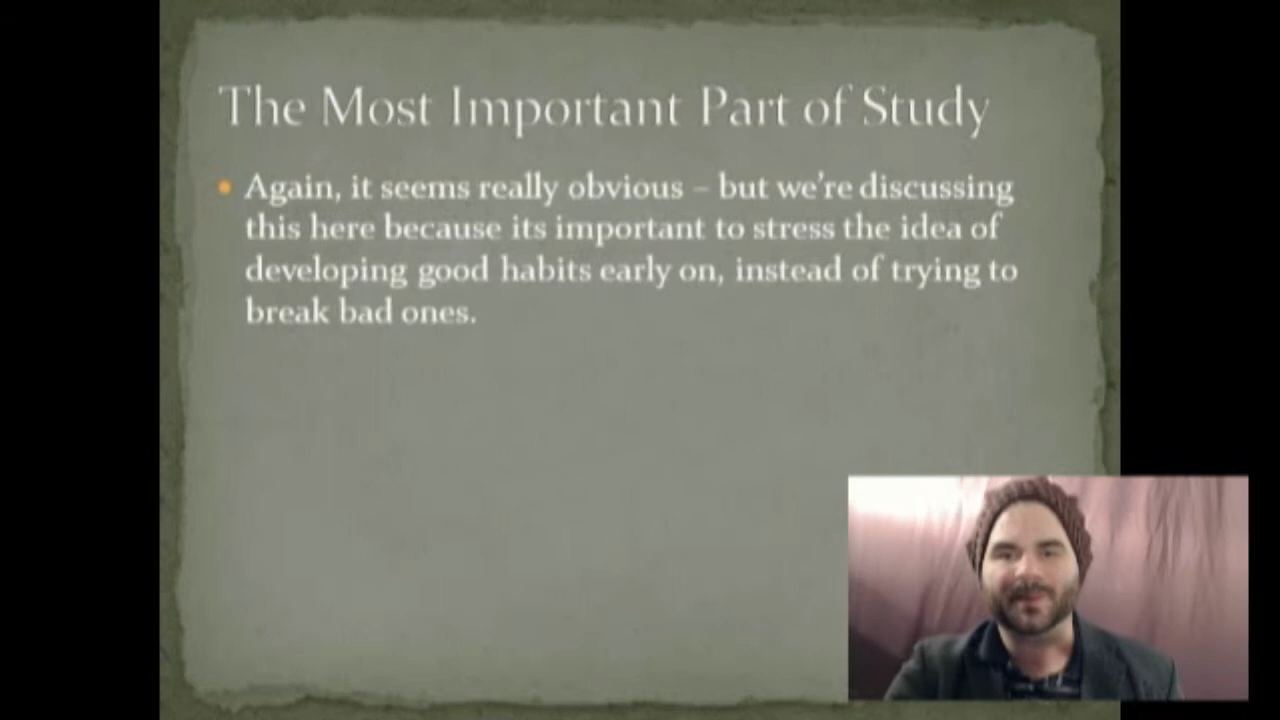 The Most Important Part of Study
Again, it seems really obvious – but we're discussing
this here because its important to stress the idea of
developing good habits early on, instead of trying to
break bad ones.